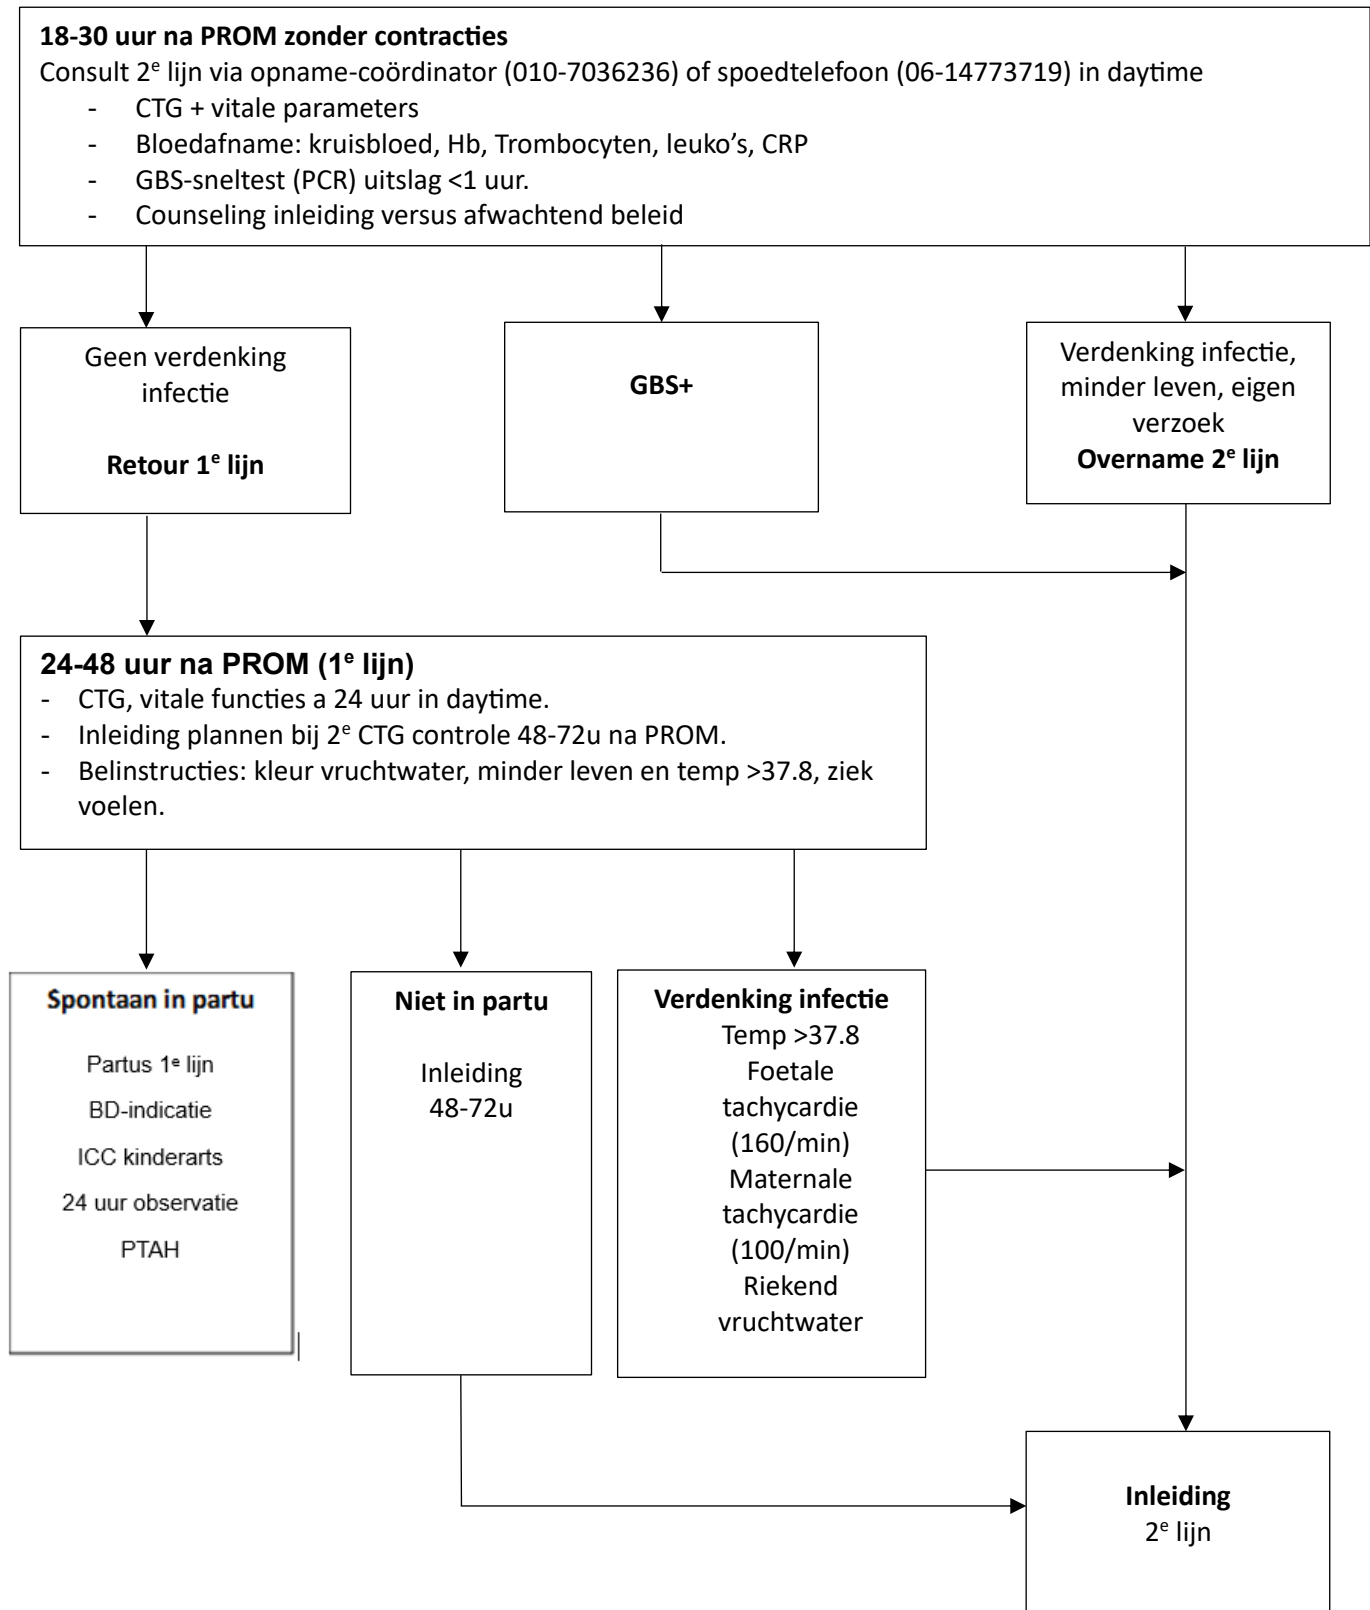 18-30 uur na PROM zonder contracties
Consult 2e lijn via opname-coördinator (010-7036236) of spoedtelefoon (06-14773719) in daytime
- CTG + vitale parameters
- Bloedafname: kruisbloed, Hb, Trombocyten, leuko's, CRP
- GBS-sneltest (PCR) uitslag <1 uur.
- Counseling inleiding versus afwachtend beleid
Geen verdenking
infectie
Retour 1e lijn
GBS+
Verdenking infectie,
minder leven, eigen
verzoek
Overname 2e lijn
24-48 uur na PROM (1e lijn)
- CTG, vitale functies a 24 uur in daytime.
- Inleiding plannen bij 2e CTG controle 48-72u na PROM.
- Belinstructies: kleur vruchtwater, minder leven en temp >37.8, ziek
voelen.
Spontaan in partu
Partus 1e lijn
BD-indicatie
ICC kinderarts
24 uur observatie
PTAH
Niet in partu
Inleiding
48-72u
Verdenking infectie
Temp >37.8
Foetale
tachycardie
(160/min)
Maternale
tachycardie
(100/min)
Riekend
vruchtwater
Inleiding
2e lijn